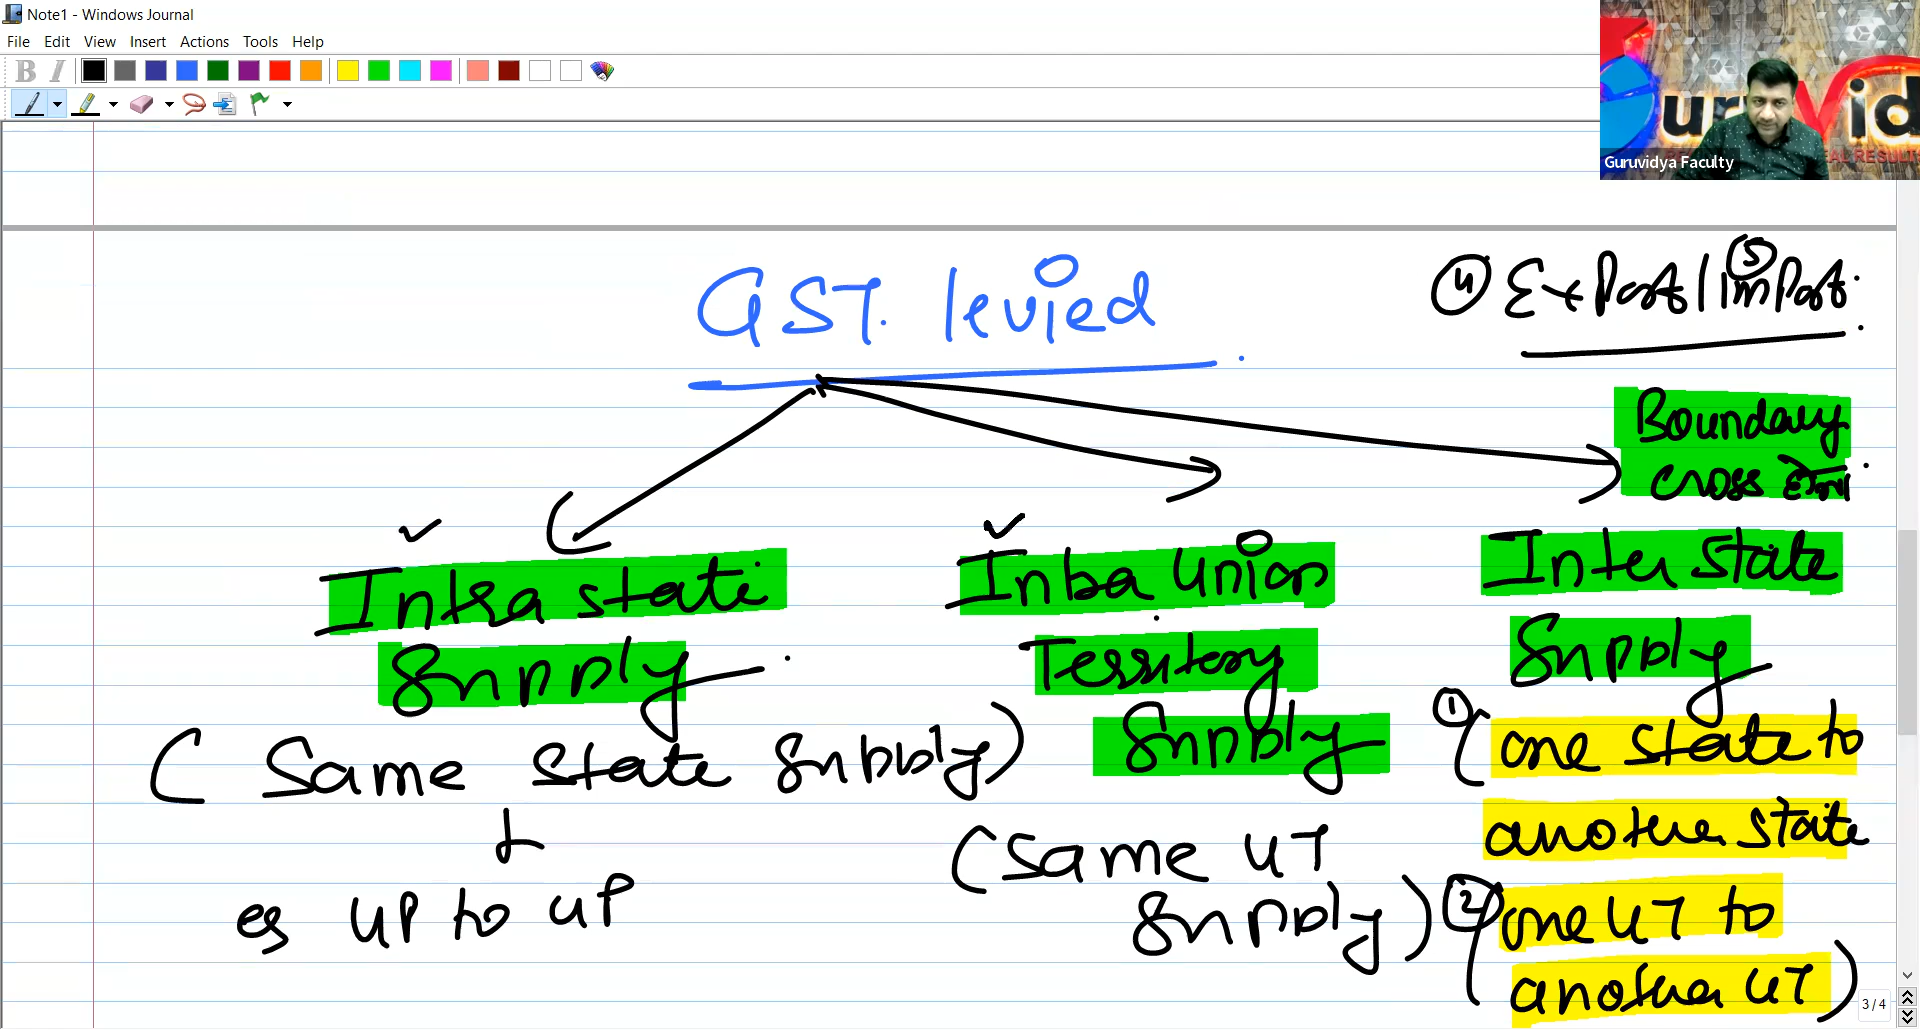 Note1 - Windows Journal
File Edit View Insert Actions Tools Help
B I
Guruvidya Faculty
GST levied
④ Export / ⑤ Import
Boundary
cross होना
Intra state
Supply
(Same state Supply)
eg UP to UP
Intra Union
Territory
Supply
(Same UT
Supply)
Inter state
Supply
① (one state to
another state
② (one UT to
another UT)
3 / 4